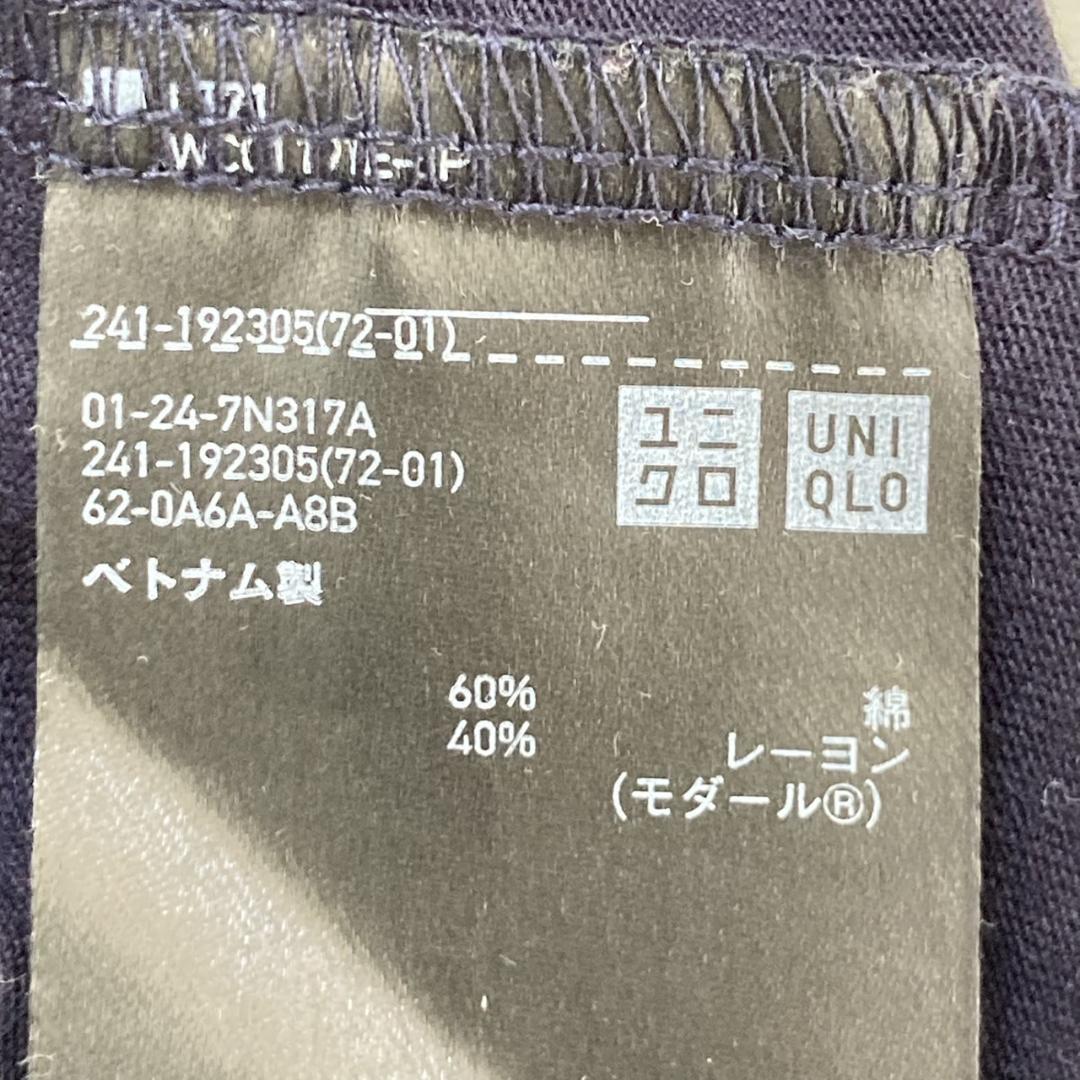 241-192305(72-01)
01-24-7N317A
241-192305(72-01)
62-0A6A-A8B
ベトナム製
ユニ
クロ
UNI
QLO
60% 綿
40% レーヨン
(モダール®)